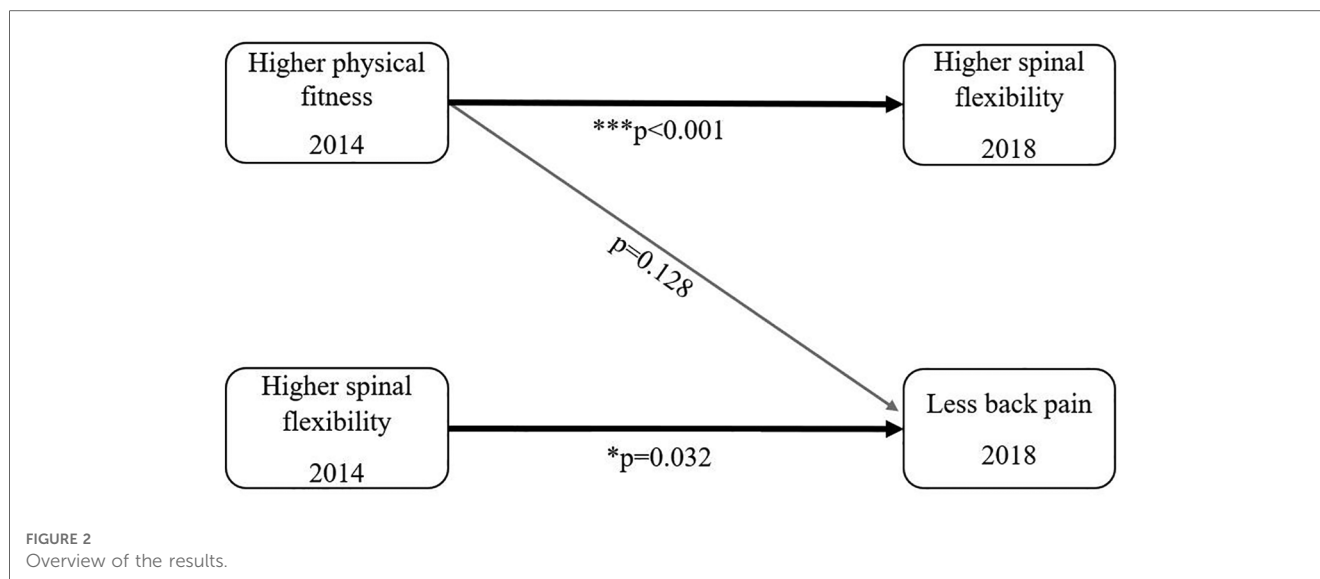 Higher physical
fitness
2014
***p<0.001
Higher spinal
flexibility
2018
p=0.128
Higher spinal
flexibility
2014
*p=0.032
Less back pain
2018
FIGURE 2
Overview of the results.